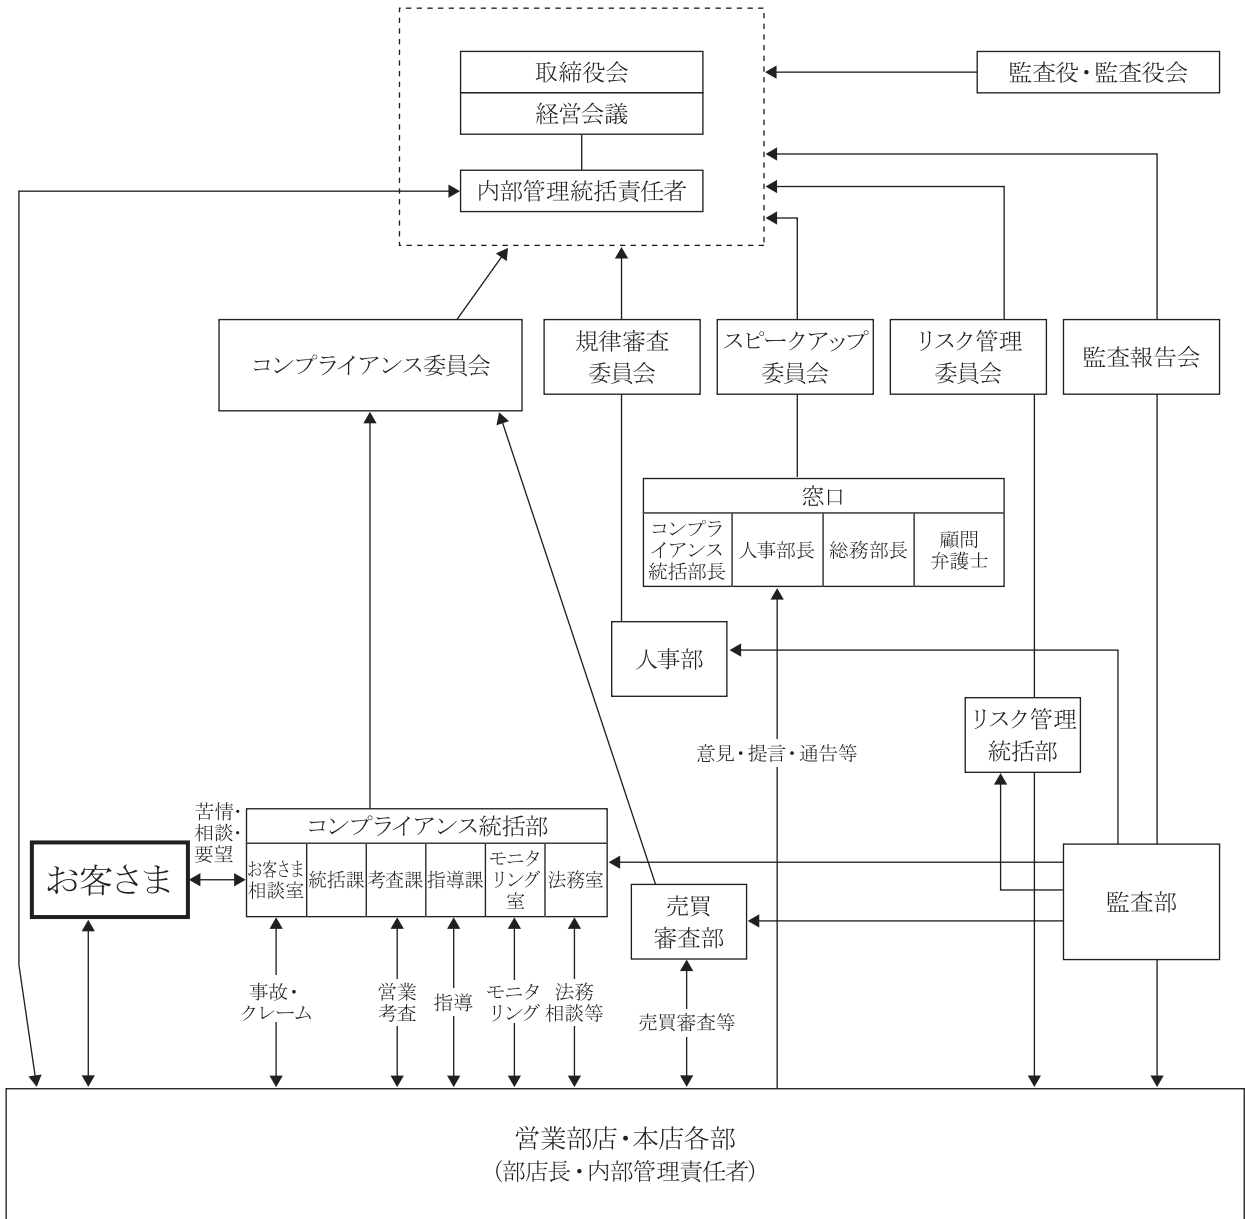 取締役会
経営会議
内部管理統括責任者
監査役・監査役会
コンプライアンス委員会
規律審査
委員会
スピークアップ
委員会
リスク管理
委員会
監査報告会
窓口
コンプラ
イアンス
統括部長
人事部長
総務部長
顧問
弁護士
人事部
リスク管理
統括部
意見・提言・通告等
苦情・
相談・
要望
お客さま
コンプライアンス統括部
お客さま
相談室
統括課
考査課
指導課
モニタ
リング
室
法務室
売買
審査部
監査部
事故・
クレーム
営業
考査
指導
モニタ
リング
法務
相談等
売買審査等
営業部店・本店各部
(部店長・内部管理責任者)